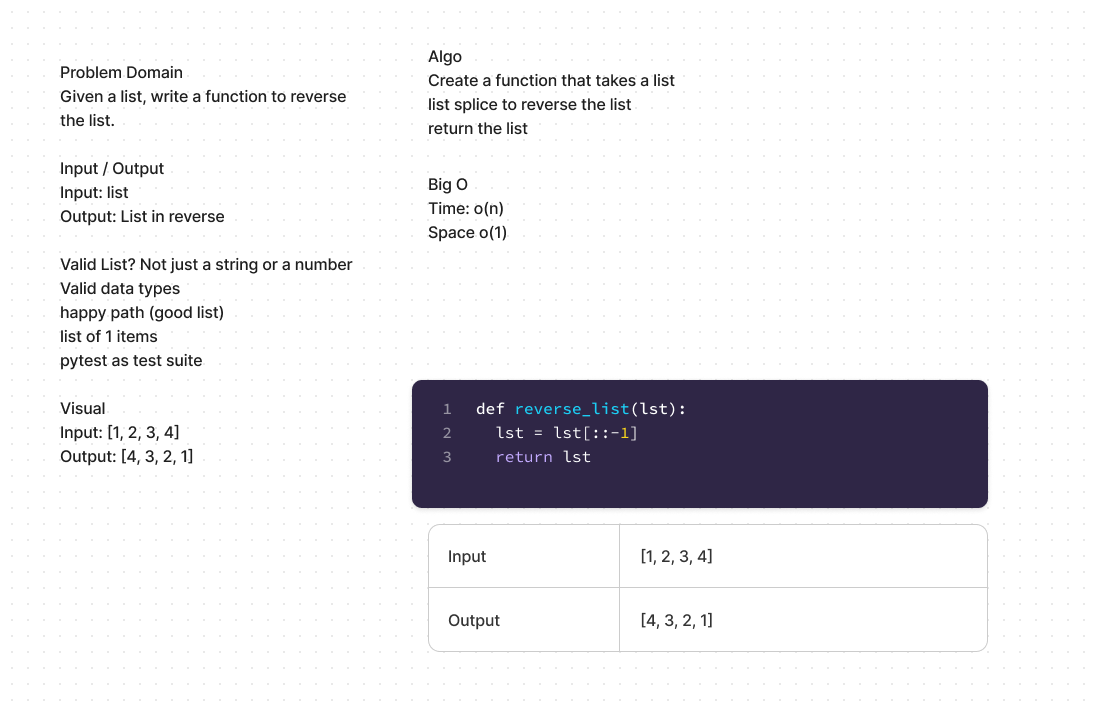 Problem Domain
Given a list, write a function to reverse
the list.
Input / Output
Input: list
Output: List in reverse
Valid List? Not just a string or a number
Valid data types
happy path (good list)
list of 1 items
pytest as test suite
Visual
Input: [1, 2, 3, 4]
Output: [4, 3, 2, 1]
Algo
Create a function that takes a list
list splice to reverse the list
return the list
Big O
Time: o(n)
Space o(1)
1 def reverse_list(lst):
2   lst = lst[::-1]
3   return lst
Input [1, 2, 3, 4]
Output [4, 3, 2, 1]